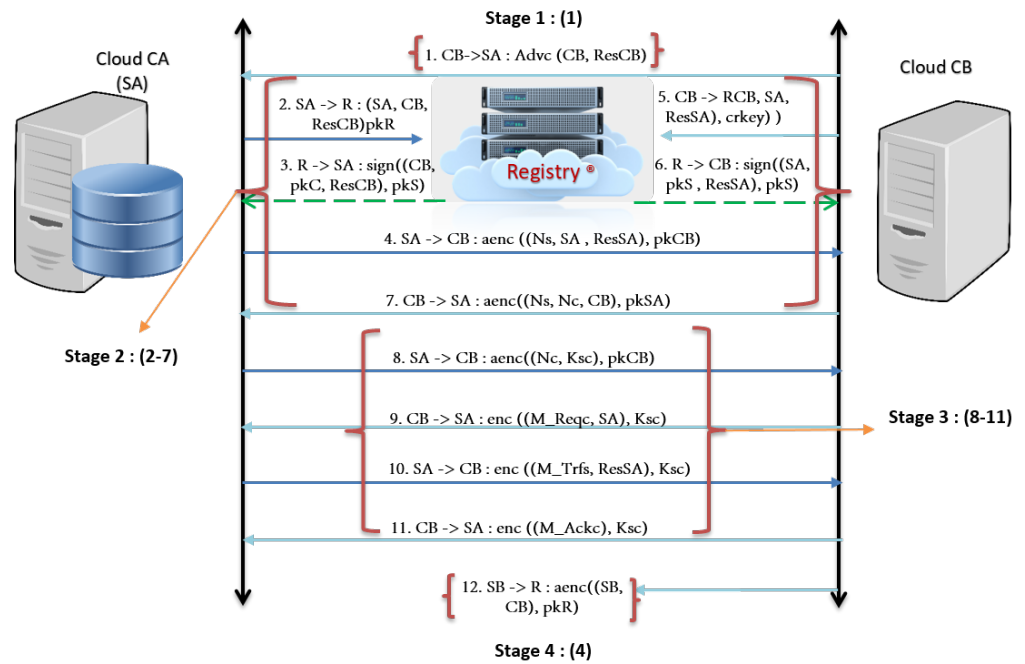 Stage 1 : (1)
1. CB->SA : Advc (CB, ResCB)
Cloud CA
(SA)
Cloud CB
2. SA -> R : (SA, CB,
ResCB)pkR
5. CB -> RCB, SA,
ResSA), crkey) )
3. R -> SA : sign((CB,
pkC, ResCB), pkS)
Registry ®
6. R -> CB : sign((SA,
pkS , ResSA), pkS)
4. SA -> CB : aenc ((Ns, SA , ResSA), pkCB)
7. CB -> SA : aenc((Ns, Nc, CB), pkSA)
Stage 2 : (2-7)
8. SA -> CB : aenc((Nc, Ksc), pkCB)
9. CB -> SA : enc ((M_Reqc, SA), Ksc)
Stage 3 : (8-11)
10. SA -> CB : enc ((M_Trfs, ResSA), Ksc)
11. CB -> SA : enc ((M_Ackc), Ksc)
12. SB -> R : aenc((SB,
CB), pkR)
Stage 4 : (4)